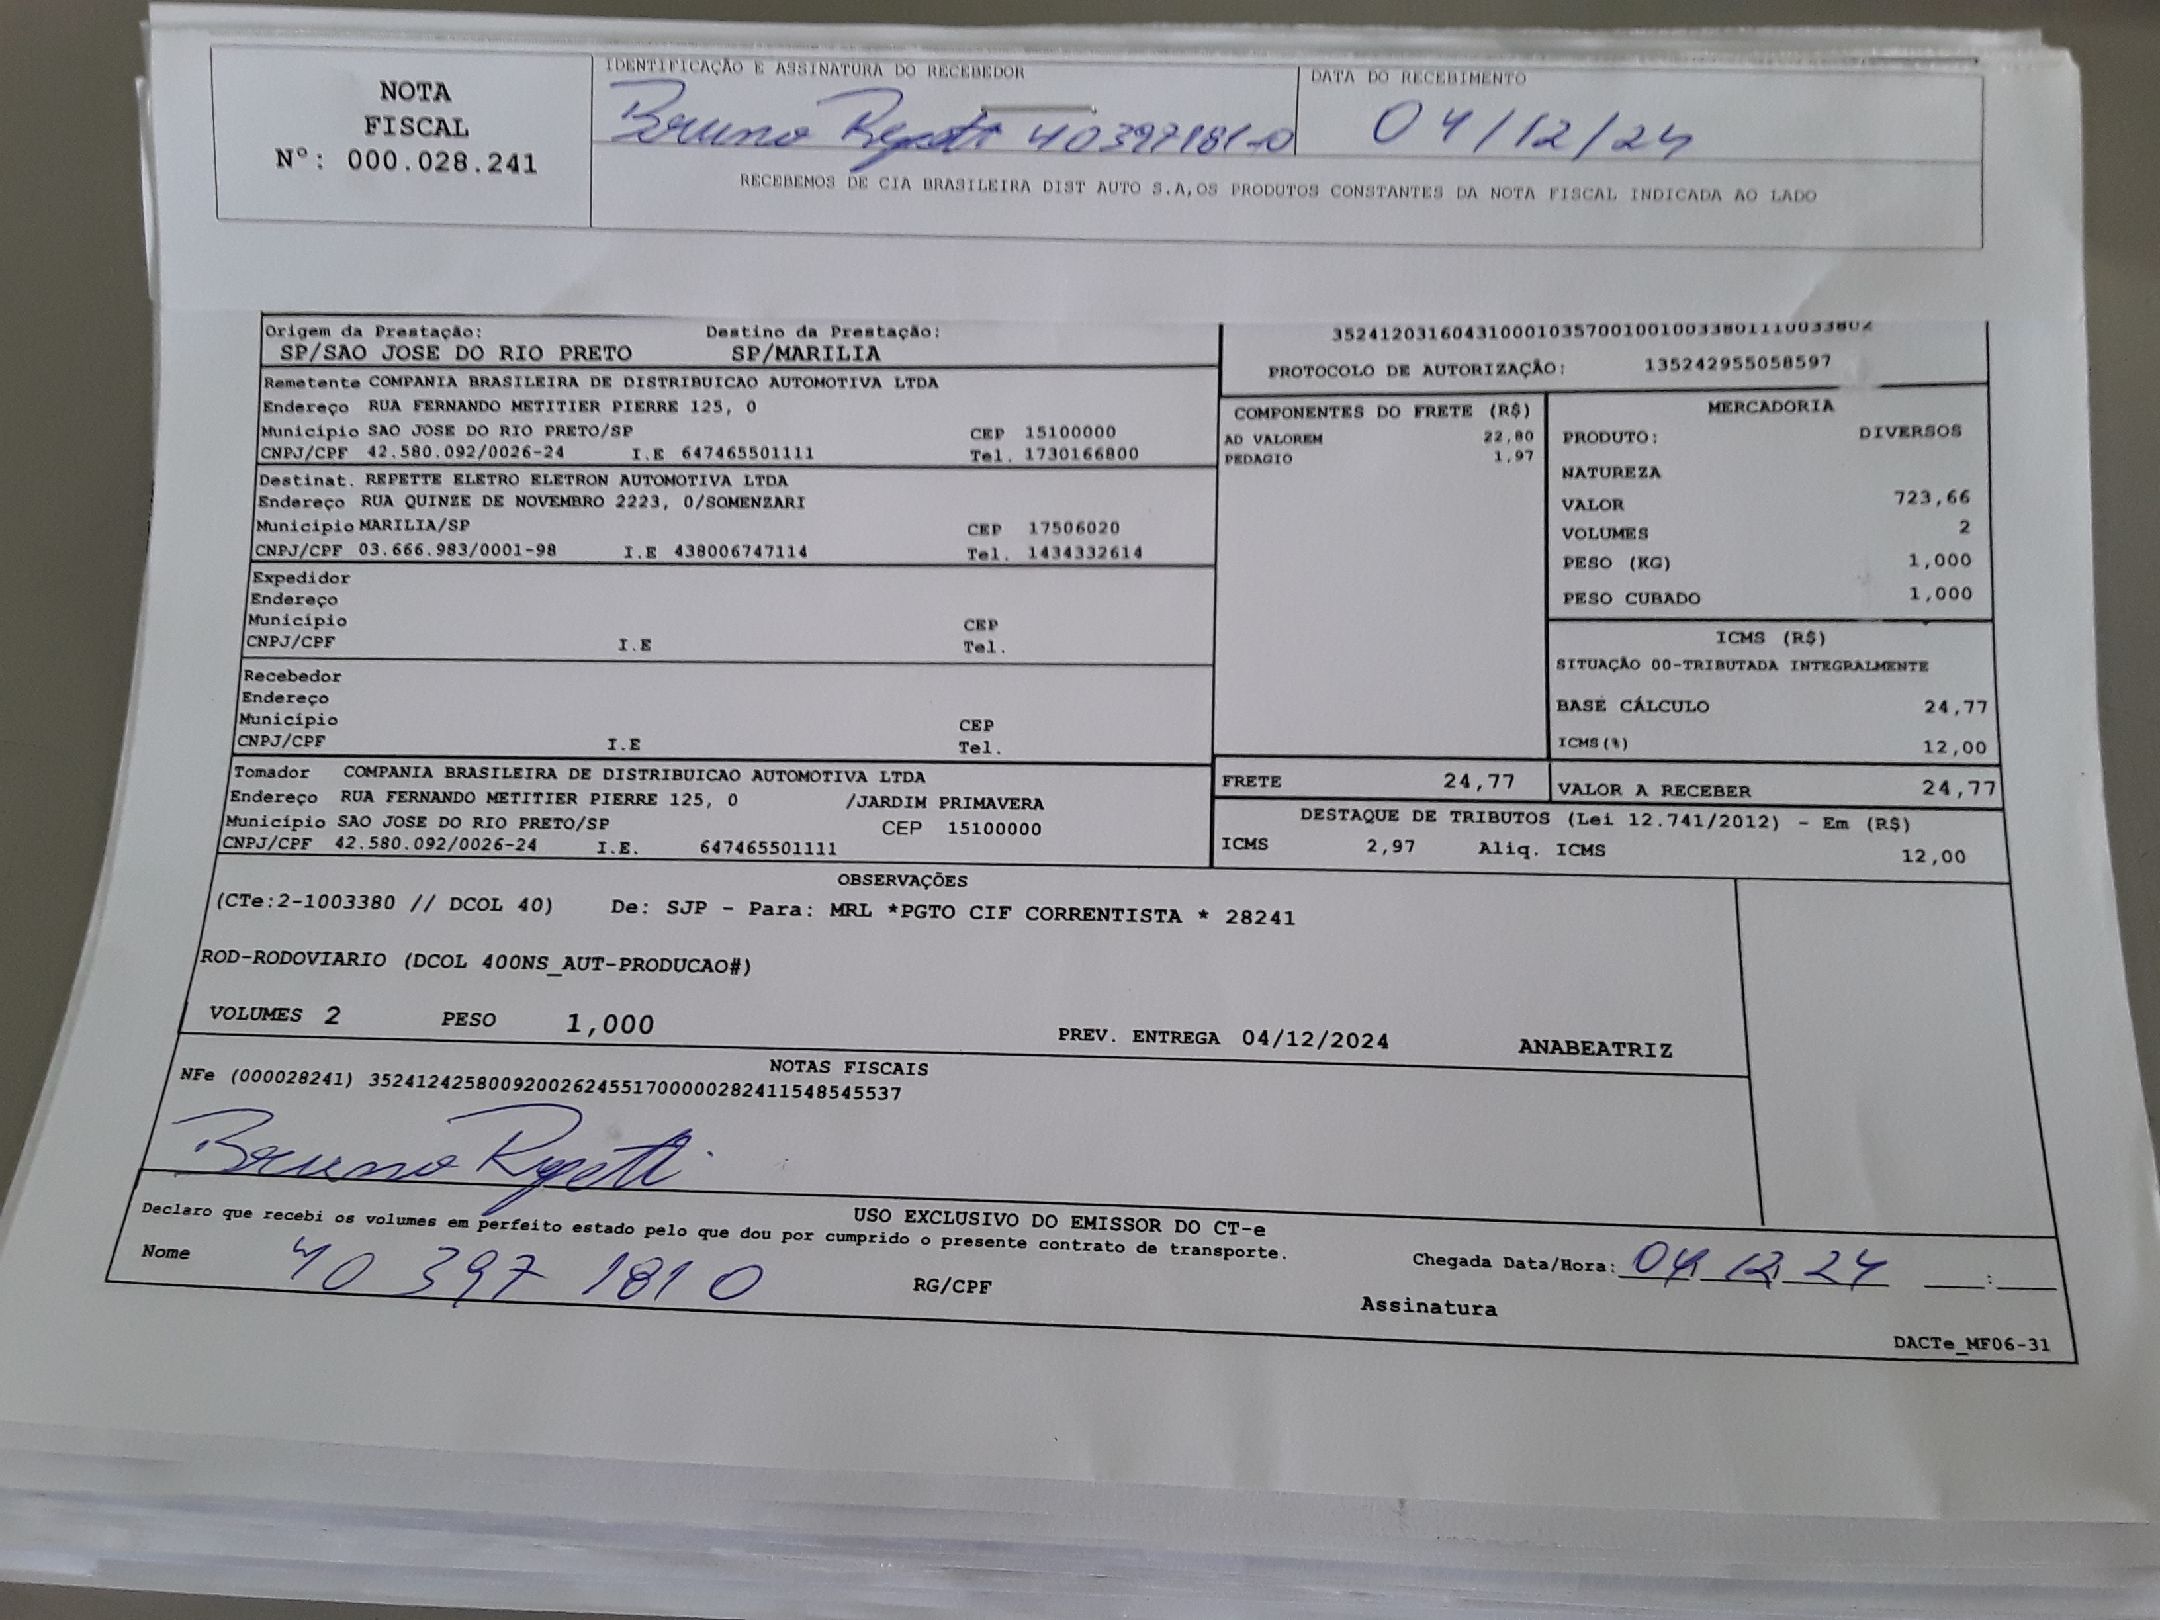 NOTA
FISCAL
Nº: 000.028.241
IDENTIFICAÇÃO E ASSINATURA DO RECEBEDOR
Bruno 40397181-0
DATA DO RECEBIMENTO
04/12/24
RECEBEMOS DE CIA BRASILEIRA DIST AUTO S.A,OS PRODUTOS CONSTANTES DA NOTA FISCAL INDICADA AO LADO
Origem da Prestação: Destino da Prestação:
SP/SAO JOSE DO RIO PRETO SP/MARILIA
Remetente COMPANIA BRASILEIRA DE DISTRIBUICAO AUTOMOTIVA LTDA
Endereço RUA FERNANDO METITIER PIERRE 125, 0
Município SAO JOSE DO RIO PRETO/SP CEP 15100000
CNPJ/CPF 42.580.092/0026-24 I.E 647465501111 Tel. 1730166800
Destinat. REPETTE ELETRO ELETRON AUTOMOTIVA LTDA
Endereço RUA QUINZE DE NOVEMBRO 2223, 0/SOMENZARI
Município MARILIA/SP CEP 17506020
CNPJ/CPF 03.666.983/0001-98 I.E 438006747114 Tel. 1434332614
Expedidor
Endereço
Município CEP
CNPJ/CPF I.E Tel.
Recebedor
Endereço
Município CEP
CNPJ/CPF I.E Tel.
Tomador COMPANIA BRASILEIRA DE DISTRIBUICAO AUTOMOTIVA LTDA
Endereço RUA FERNANDO METITIER PIERRE 125, 0 /JARDIM PRIMAVERA
Município SAO JOSE DO RIO PRETO/SP CEP 15100000
CNPJ/CPF 42.580.092/0026-24 I.E. 647465501111
35241203160431000103570010010033801110033802
PROTOCOLO DE AUTORIZAÇÃO: 135242955058597
COMPONENTES DO FRETE (R$)
AD VALOREM 22,80
PEDAGIO 1,97
MERCADORIA
PRODUTO: DIVERSOS
NATUREZA
VALOR 723,66
VOLUMES 2
PESO (KG) 1,000
PESO CUBADO 1,000
ICMS (R$)
SITUAÇÃO 00-TRIBUTADA INTEGRALMENTE
BASE CÁLCULO 24,77
ICMS(%) 12,00
FRETE 24,77 VALOR A RECEBER 24,77
DESTAQUE DE TRIBUTOS (Lei 12.741/2012) - Em (R$)
ICMS 2,97 Aliq. ICMS 12,00
OBSERVAÇÕES
(CTe:2-1003380 // DCOL 40) De: SJP - Para: MRL *PGTO CIF CORRENTISTA * 28241
ROD-RODOVIARIO (DCOL 400NS_AUT-PRODUCAO#)
VOLUMES 2 PESO 1,000 PREV. ENTREGA 04/12/2024 ANABEATRIZ
NOTAS FISCAIS
NFe (000028241) 35241242580092002624551700000282411548545537
Bruno
USO EXCLUSIVO DO EMISSOR DO CT-e
Declaro que recebi os volumes em perfeito estado pelo que dou por cumprido o presente contrato de transporte.
Nome 40 397 181 0 RG/CPF Chegada Data/Hora: 04 12 24 __:__
Assinatura
DACTe_MF06-31